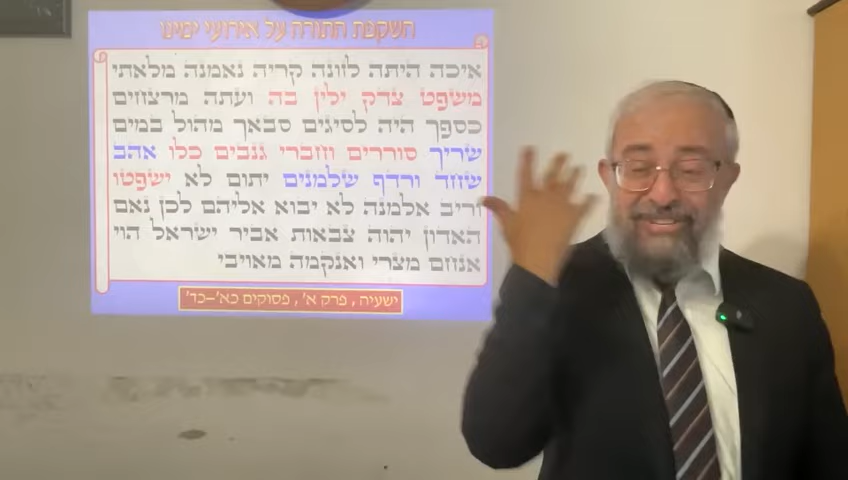 השקפת התורה על אירועי ימינו
איכה היתה לזונה קריה נאמנה מלאתי
משפט צדק ילין בה ועתה מרצחים
כספך היה לסיגים סבאך מהול במים
שריך סוררים וחברי גנבים כלו אהב
שחד ורדף שלמנים יתום לא ישפטו
וריב אלמנה לא יבוא אליהם לכן נאם
האדון יהוה צבאות אביר ישראל הוי
אנחם מצרי ואנקמה מאויבי
ישעיה, פרק א', פסוקים כא'–כד'